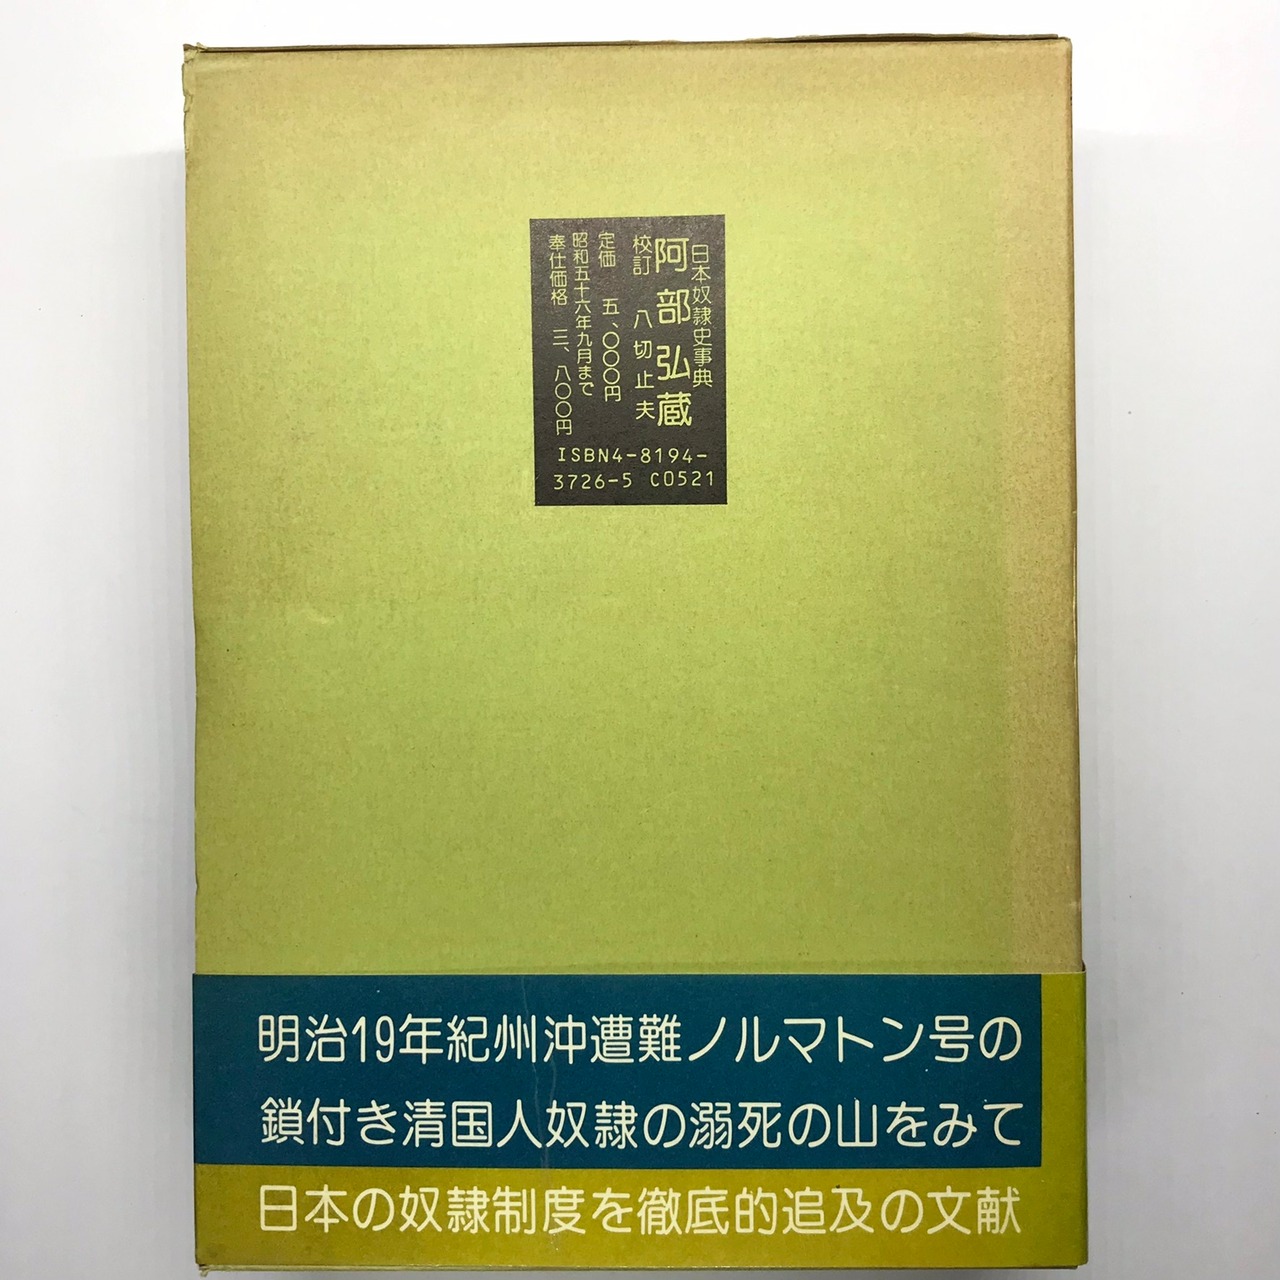 日本奴隷史事典
阿部弘蔵
校訂 八切止夫
定価 五、〇〇〇円
昭和五十六年九月まで
奉仕価格 三、八〇〇円
ISBN4-8194-
3726-5 C0521
明治19年紀州沖遭難ノルマトン号の
鎖付き清国人奴隷の溺死の山をみて
日本の奴隷制度を徹底的追及の文献